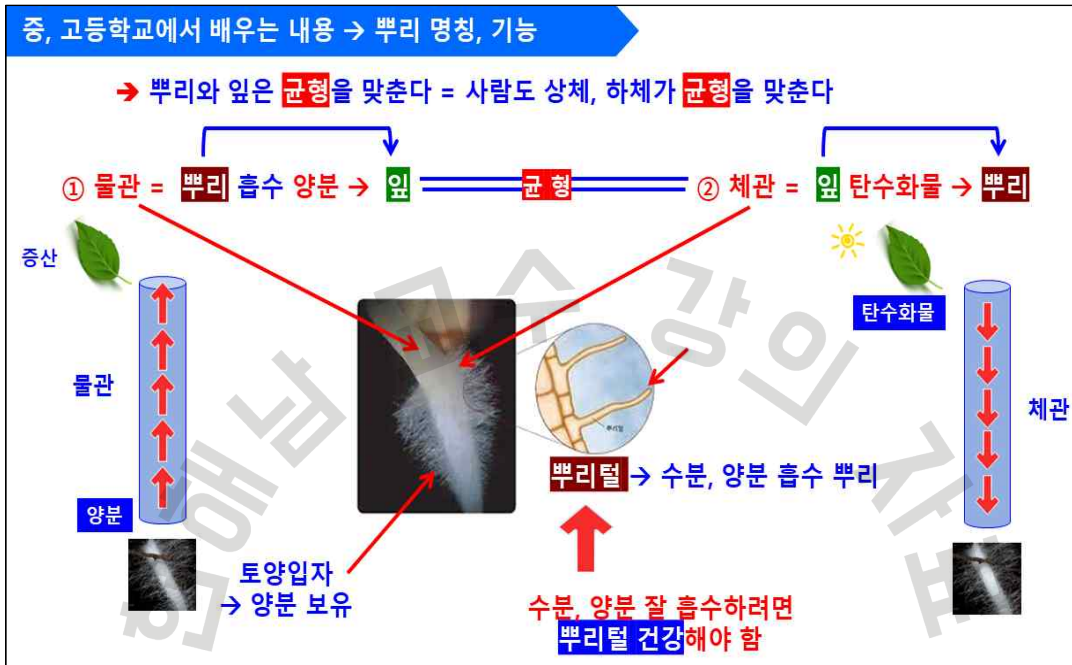 중, 고등학교에서 배우는 내용 → 뿌리 명칭, 기능
➔ 뿌리와 잎은 균형을 맞춘다 = 사람도 상체, 하체가 균형을 맞춘다
① 물관 = 뿌리 흡수 양분 → 잎
균 형
② 체관 = 잎 탄수화물 → 뿌리
증산
탄수화물
물관
체관
뿌리털
뿌리털 → 수분, 양분 흡수 뿌리
양분
토양입자
→ 양분 보유
수분, 양분 잘 흡수하려면
뿌리털 건강해야 함